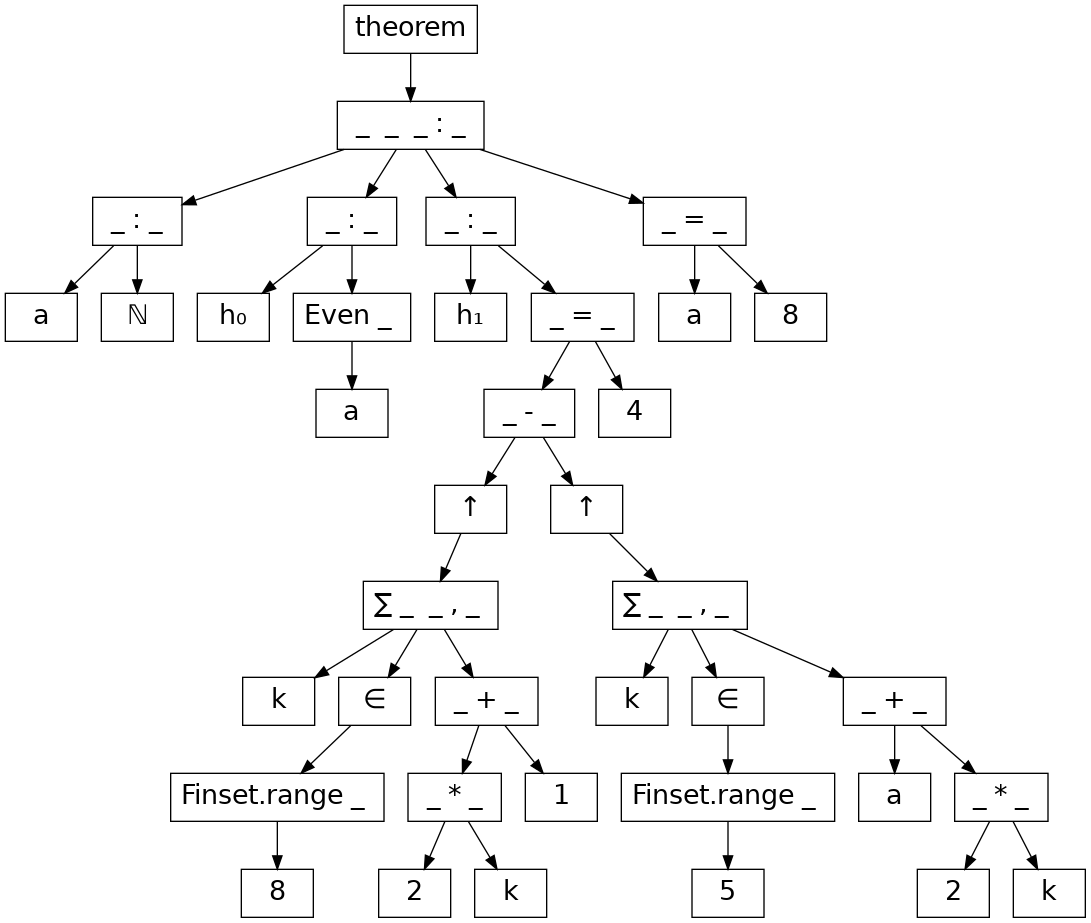 theorem
_ _ _ : _
_ : _ _ : _ _ : _ _ = _
a ℕ h₀ Even _ h₁ _ = _ a 8
a _ - _ 4
↑ ↑
∑ _ _ , _ ∑ _ _ , _
k ∈ _ + _ k ∈ _ + _
Finset.range _ _ * _ 1 Finset.range _ a _ * _
8 2 k 5 2 k